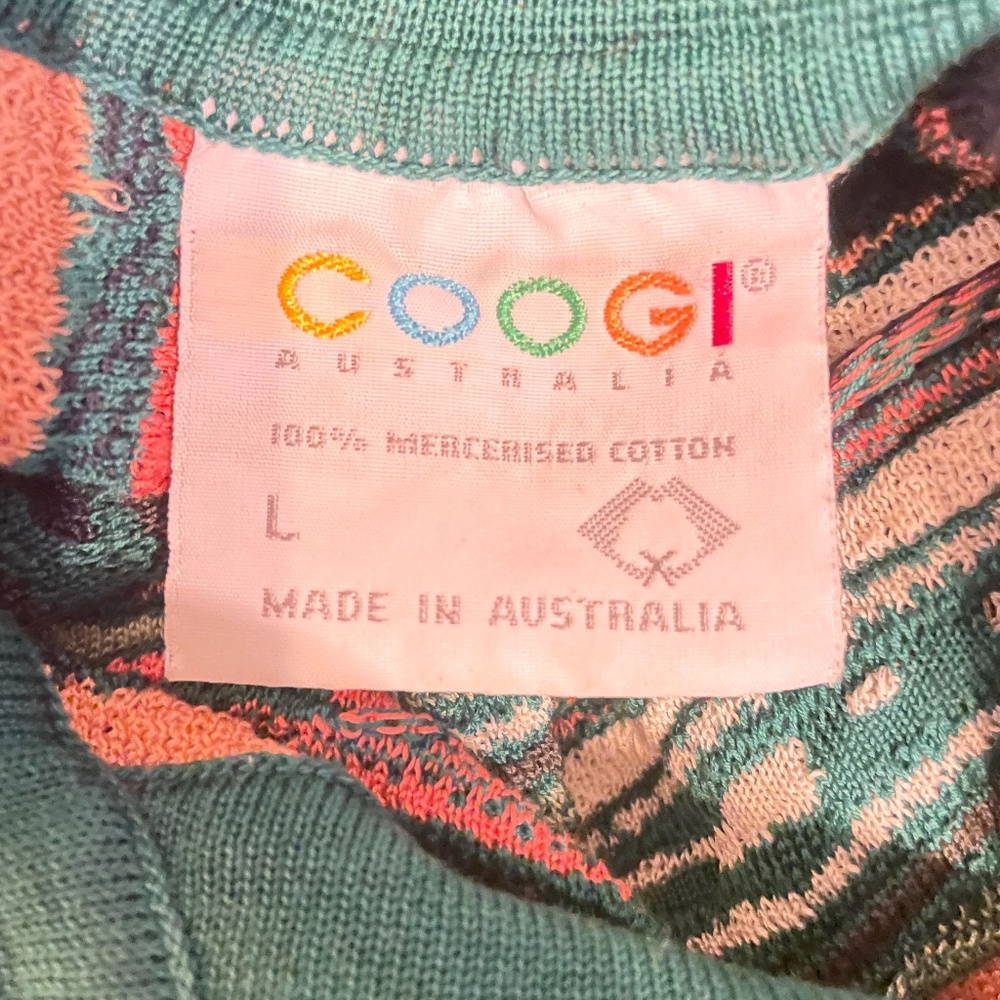 COOGI®
AUSTRALIA
100% MERCERISED COTTON
L
MADE IN AUSTRALIA